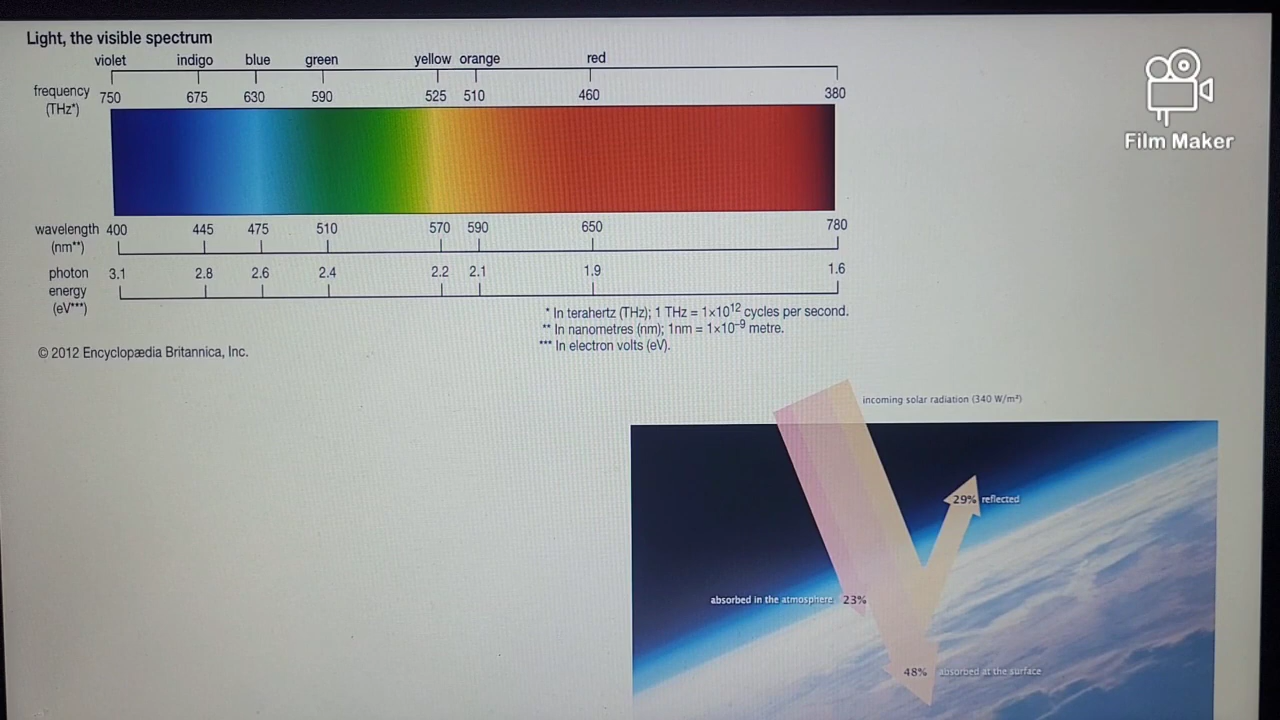 Light, the visible spectrum
violet indigo blue green yellow orange red
frequency (THz*) 750 675 630 590 525 510 460 380
wavelength (nm**) 400 445 475 510 570 590 650 780
photon energy (eV***) 3.1 2.8 2.6 2.4 2.2 2.1 1.9 1.6
* In terahertz (THz); 1 THz = 1×10¹² cycles per second.
** In nanometres (nm); 1nm = 1×10⁻⁹ metre.
*** In electron volts (eV).
© 2012 Encyclopædia Britannica, Inc.
Film Maker
incoming solar radiation (340 W/m²)
29% reflected
absorbed in the atmosphere 23%
48% absorbed at the surface